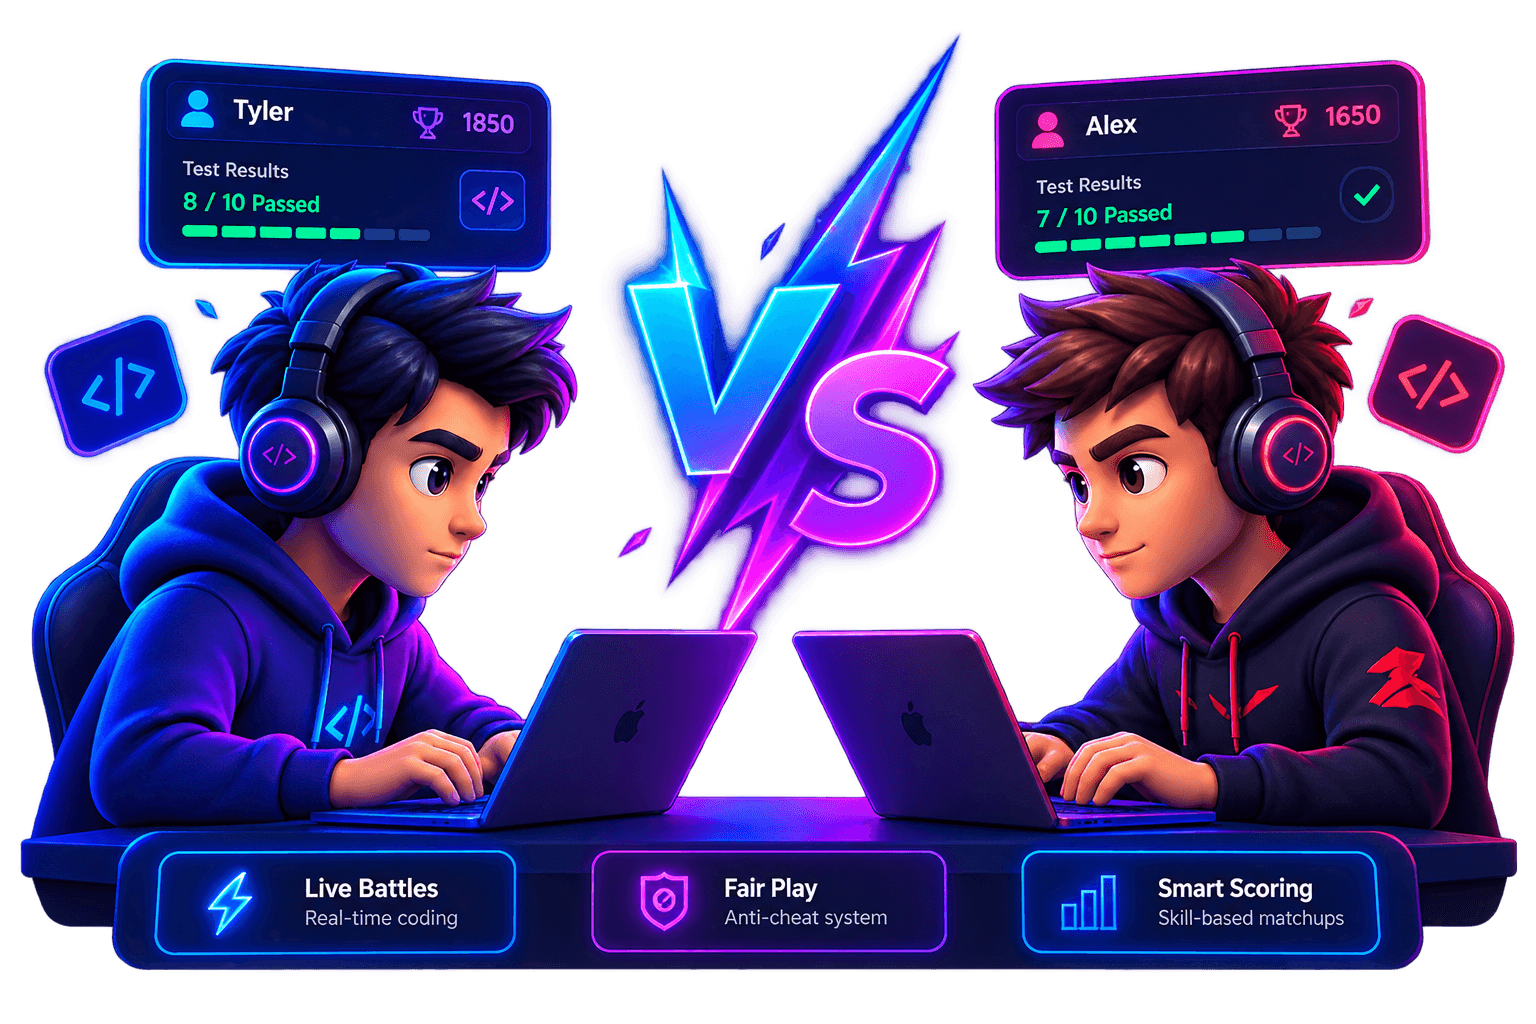 Tyler
1850
Test Results
8 / 10 Passed
</>
Alex
1650
Test Results
7 / 10 Passed
</>
</>
</>
</>
</>
VS
Live Battles
Real-time coding
Fair Play
Anti-cheat system
Smart Scoring
Skill-based matchups